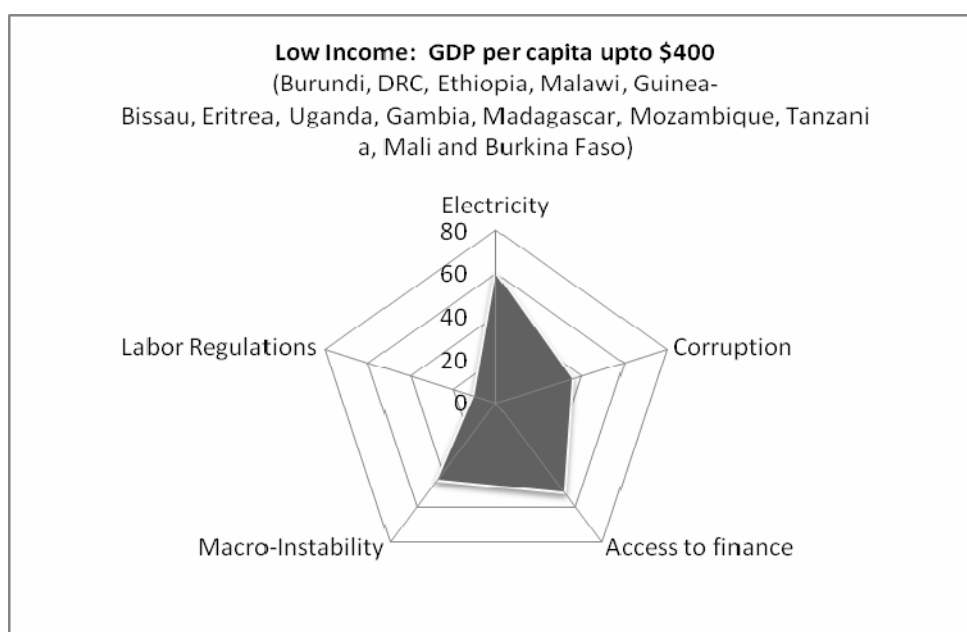 Low Income:  GDP per capita upto $400
(Burundi, DRC, Ethiopia, Malawi, Guinea-
Bissau, Eritrea, Uganda, Gambia, Madagascar, Mozambique, Tanzani
a, Mali and Burkina Faso)
Electricity
80
60
40
20
0
Labor Regulations
Corruption
Macro-Instability
Access to finance